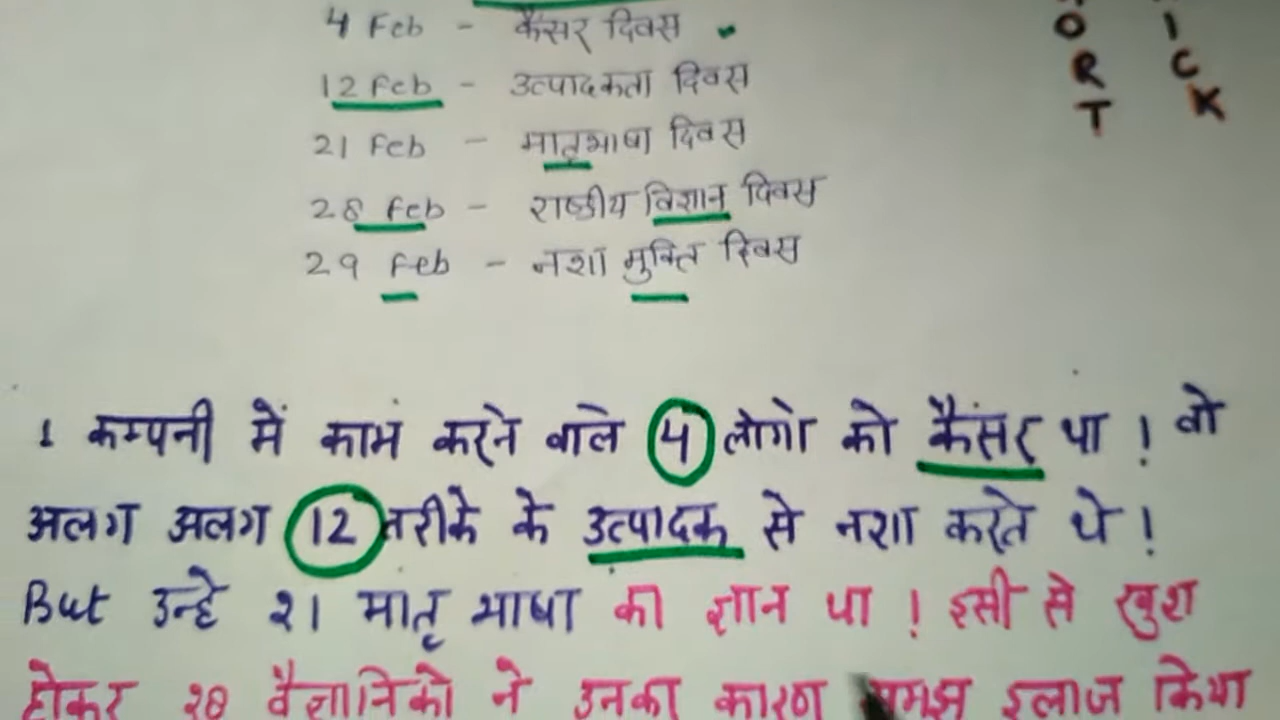 4 Feb - कैंसर दिवस
12 Feb - उत्पादकता दिवस
21 Feb - मातृभाषा दिवस
28 Feb - राष्ट्रीय विज्ञान दिवस
29 Feb - नशा मुक्ति दिवस
ORT
ICK
1 कम्पनी में काम करने वाले 4 लोगो को कैंसर था ! वो
अलग अलग 12 तरीके के उत्पादक से नशा करते थे !
But उन्हे 21 मातृ भाषा का ज्ञान था ! इसी से खुश
होकर 28 वैज्ञानिको ने उनका कारण समझ इलाज किया